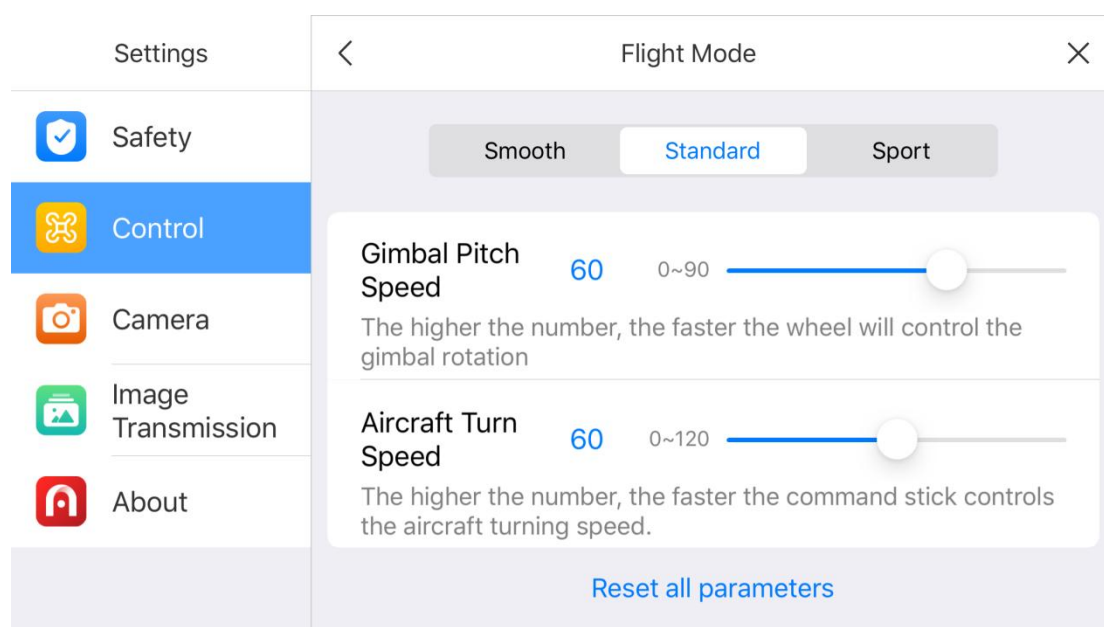 Settings
Flight Mode
Safety
Control
Camera
Image
Transmission
About
Smooth
Standard
Sport
Gimbal Pitch
Speed
60
0~90
The higher the number, the faster the wheel will control the
gimbal rotation
Aircraft Turn
Speed
60
0~120
The higher the number, the faster the command stick controls
the aircraft turning speed.
Reset all parameters